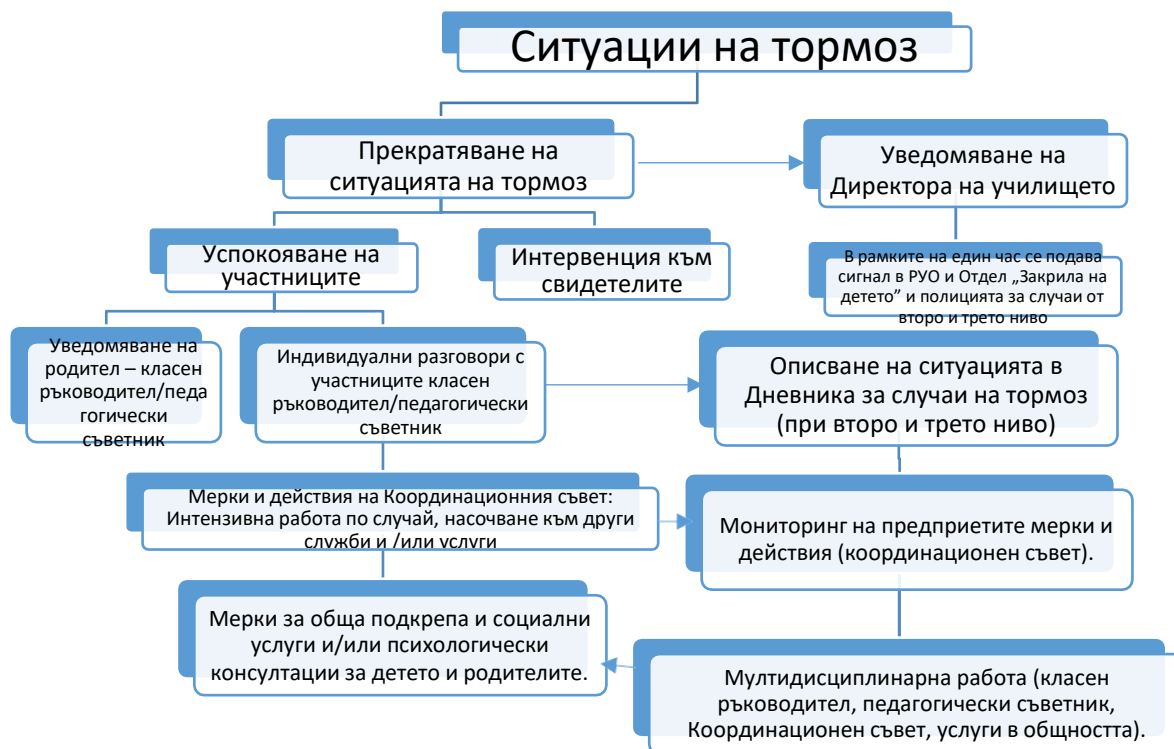 Ситуации на тормоз
Прекратяване на
ситуацията на тормоз
Уведомяване на
Директора на училището
Успокояване на
участниците
Интервенция към
свидетелите
В рамките на един час се подава
сигнал в РУО и Отдел „Закрила на
детето” и полицията за случаи от
второ и трето ниво
Уведомяване на
родител – класен
ръководител/педа
гогически
съветник
Индивидуални разговори с
участниците класен
ръководител/педагогически
съветник
Описване на ситуацията в
Дневника за случаи на тормоз
(при второ и трето ниво)
Мерки и действия на Координационния съвет:
Интензивна работа по случай, насочване към други
служби и /или услуги
Мониторинг на предприетите мерки и
действия (координационен съвет).
Мерки за обща подкрепа и социални
услуги и/или психологически
консултации за детето и родителите.
Мултидисциплинарна работа (класен
ръководител, педагогически съветник,
Координационен съвет, услуги в общността).